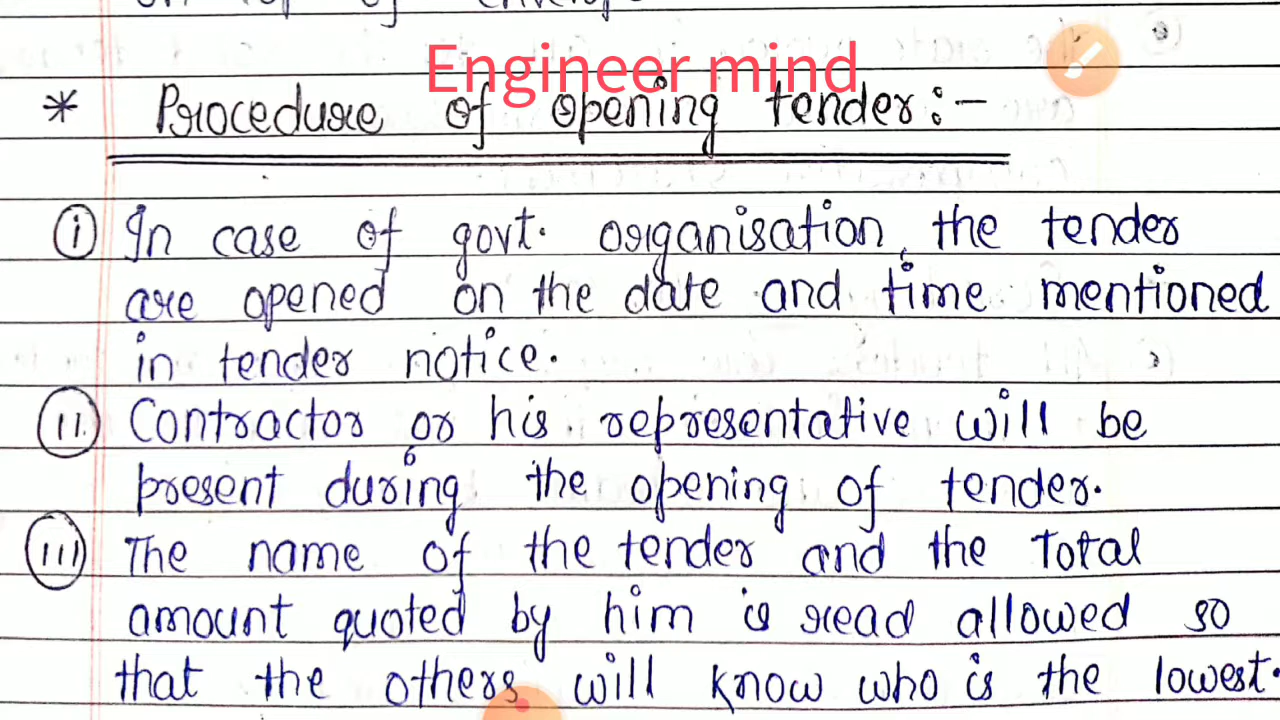 on top of
Engineer mind
* Procedure of opening tender:-
(i) In case of govt. organisation, the tender
are opened on the date and time mentioned
in tender notice.
(ii) Contractor or his representative will be
present during the opening of tender.
(iii) The name of the tender and the total
amount quoted by him is read allowed so
that the others will know who is the lowest.